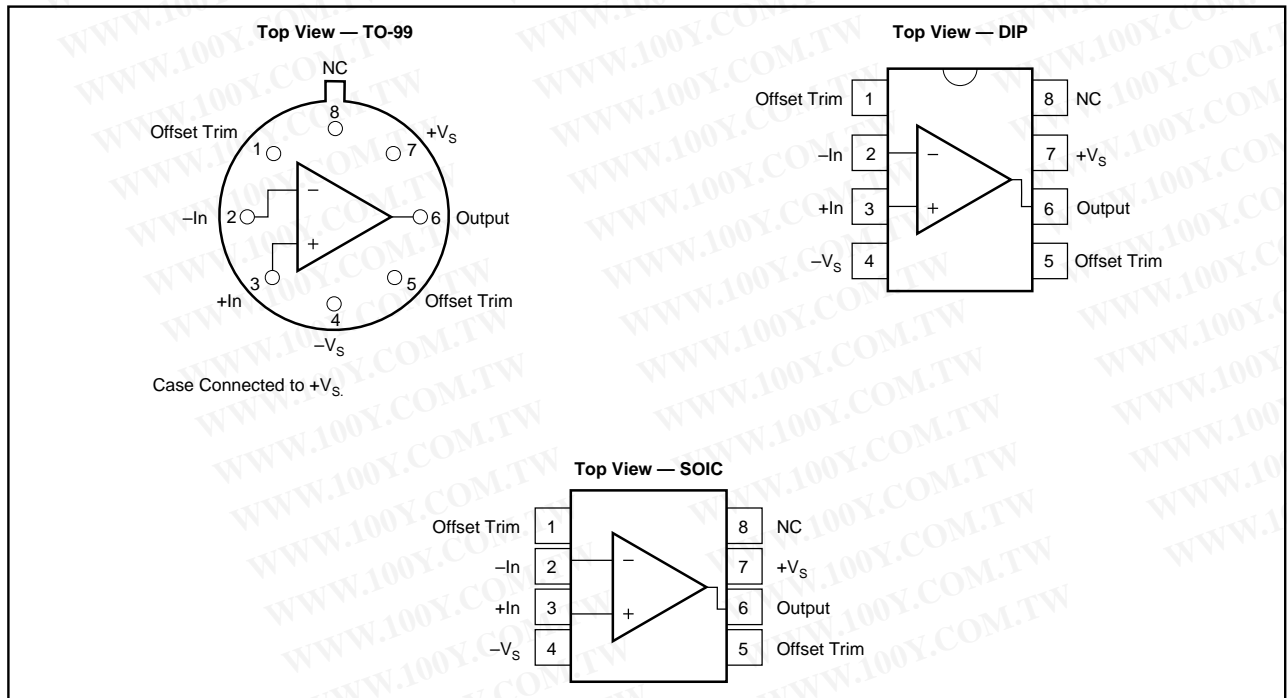 Top View — TO-99
NC
8
Offset Trim
1
7
+VS
–In
2
–
6
Output
+
3
+In
5
Offset Trim
4
–VS
Case Connected to +VS.
Top View — DIP
Offset Trim 1
8 NC
–In 2
–
7 +VS
+In 3
+
6 Output
–VS 4
5 Offset Trim
Top View — SOIC
Offset Trim 1
8 NC
–In 2
–
7 +VS
+In 3
+
6 Output
–VS 4
5 Offset Trim
WWW.100Y.COM.TW